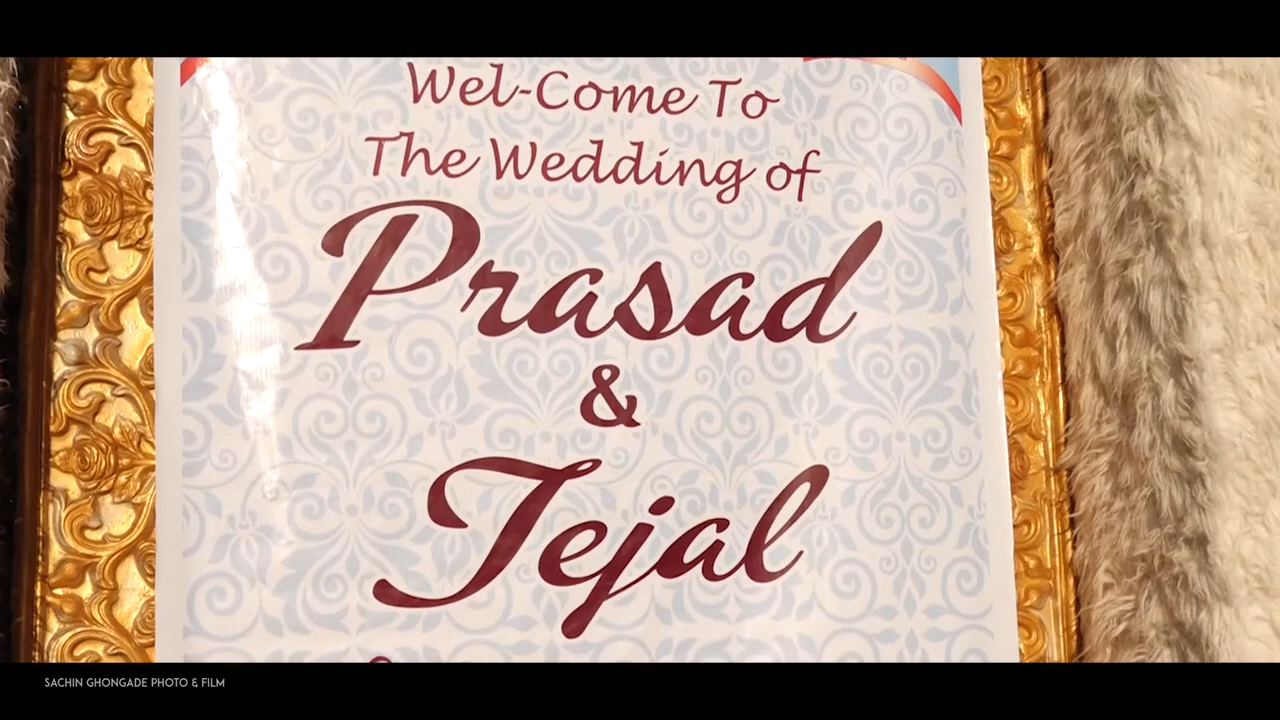 Wel-Come To
The Wedding of
Prasad
&
Tejal
SACHIN GHONGADE PHOTO & FILM